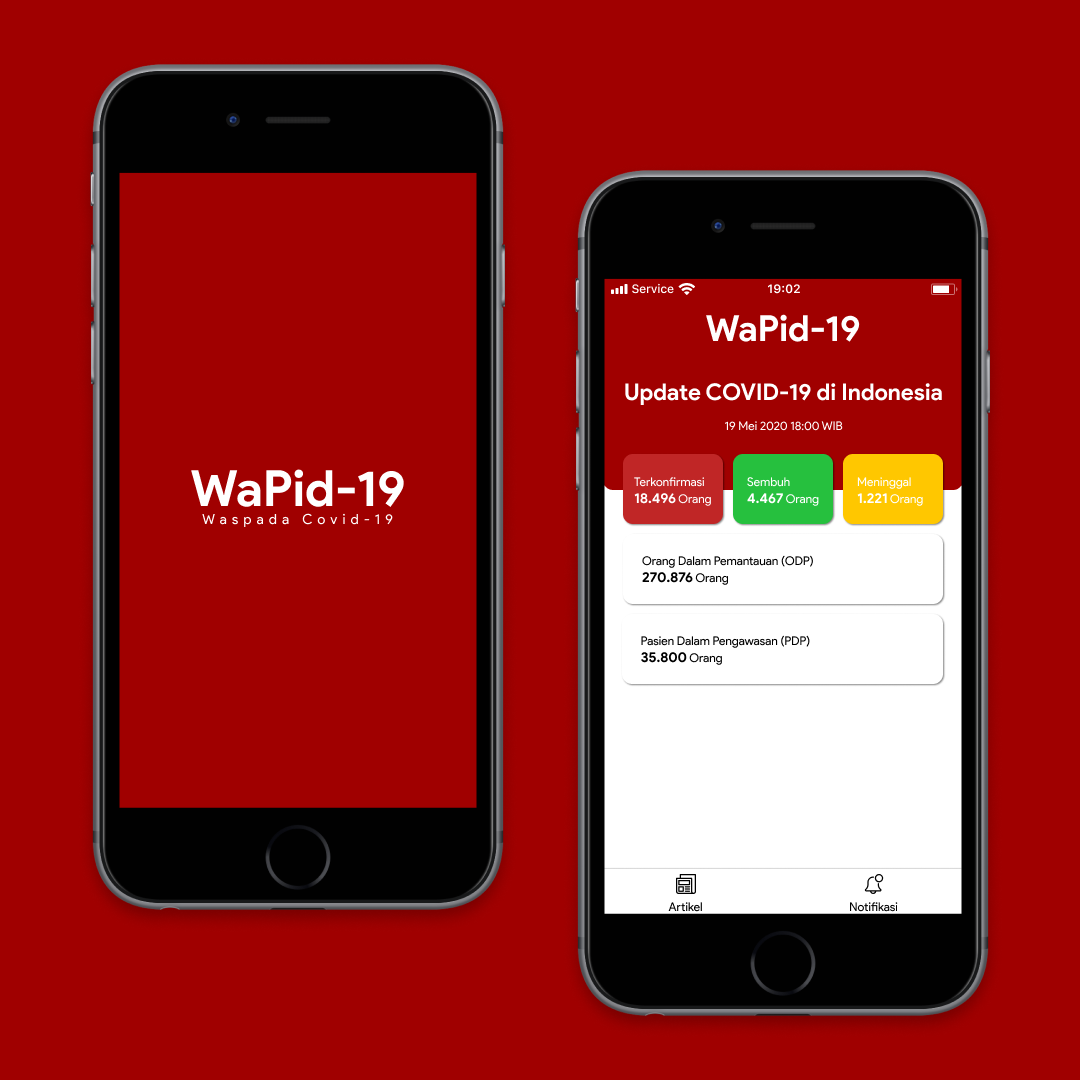 WaPid-19
Waspada Covid-19
Service 19:02
WaPid-19
Update COVID-19 di Indonesia
19 Mei 2020 18:00 WIB
Terkonfirmasi
18.496 Orang
Sembuh
4.467 Orang
Meninggal
1.221 Orang
Orang Dalam Pemantauan (ODP)
270.876 Orang
Pasien Dalam Pengawasan (PDP)
35.800 Orang
Artikel
Notifikasi